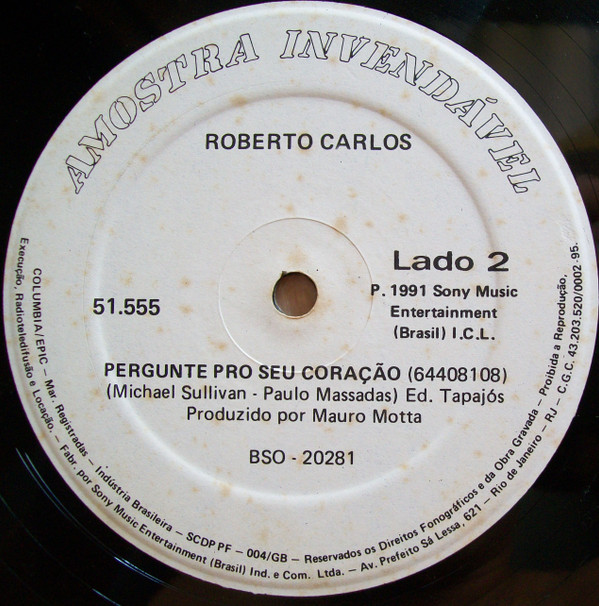 AMOSTRA INVENDÁVEL
ROBERTO CARLOS
Lado 2
51.555
P. 1991 Sony Music
Entertainment
(Brasil) I.C.L.
PERGUNTE PRO SEU CORAÇÃO (64408108)
(Michael Sullivan - Paulo Massadas) Ed. Tapajós
Produzido por Mauro Motta
BSO - 20281
COLUMBIA/EPIC - Mar. Registradas - Indústria Brasileira - SCDP PF - 004/GB - Reservados os Direitos Fonográficos e da Obra Gravada - Proibida a Reprodução,
Execução, Radioteledifusão e Locação. - Fabr. por Sony Music Entertainment (Brasil) Ind. e Com. Ltda. - Av. Prefeito Sá Lessa, 621 - Rio de Janeiro - RJ - C.G.C. 43.203.520/0002-95.